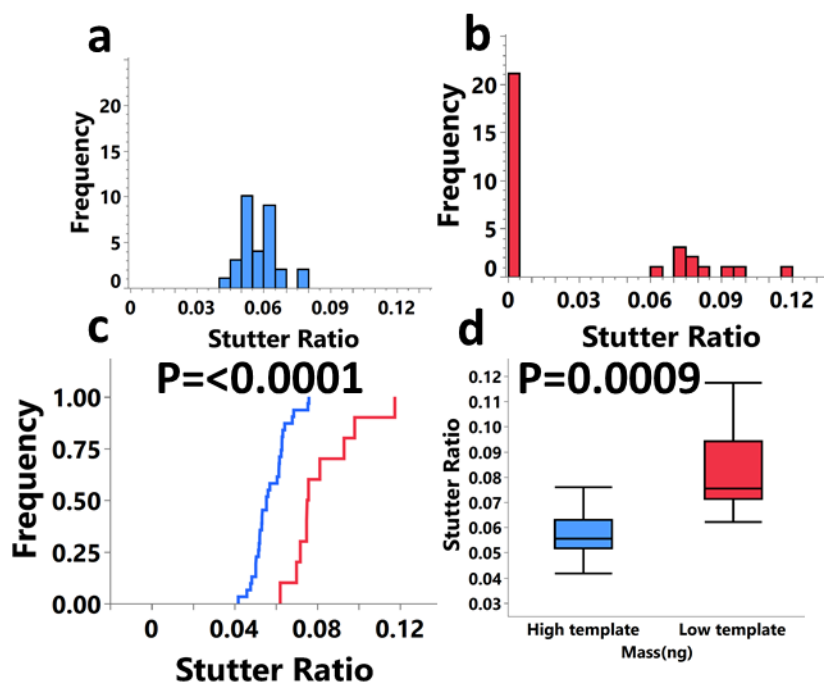 a
Frequency
20
15
10
5
0
0 0.03 0.06 0.09 0.12
Stutter Ratio
b
Frequency
20
15
10
5
0
0 0.03 0.06 0.09 0.12
Stutter Ratio
c
P=<0.0001
Frequency
1.00
0.75
0.50
0.25
0.00
0 0.04 0.08 0.12
Stutter Ratio
d
P=0.0009
Stutter Ratio
0.12
0.11
0.10
0.09
0.08
0.07
0.06
0.05
0.04
0.03
High template Low template
Mass(ng)